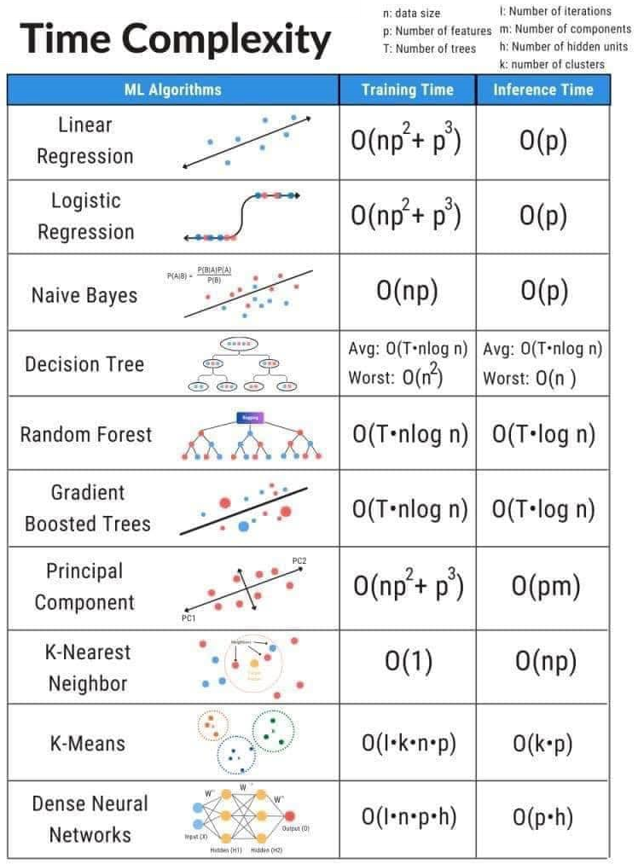 Time Complexity
n: data size
p: Number of features
T: Number of trees
l: Number of iterations
m: Number of components
h: Number of hidden units
k: number of clusters
ML Algorithms
Training Time
Inference Time
Linear
Regression
O(np²+ p³)
O(p)
Logistic
Regression
O(np²+ p³)
O(p)
Naive Bayes
P(A|B) = P(B|A)P(A)
P(B)
O(np)
O(p)
Decision Tree
Avg: O(T•nlog n)
Worst: O(n²)
Avg: O(T•nlog n)
Worst: O(n )
Random Forest
Bagging
O(T•nlog n)
O(T•log n)
Gradient
Boosted Trees
O(T•nlog n)
O(T•log n)
Principal
Component
PC2
PC1
O(np²+ p³)
O(pm)
K-Nearest
Neighbor
Neighbors
O(1)
O(np)
K-Means
O(l•k•n•p)
O(k•p)
Dense Neural
Networks
W
W
W
Input (X)
Hidden (H1)
Hidden (H2)
Output (O)
O(l•n•p•h)
O(p•h)